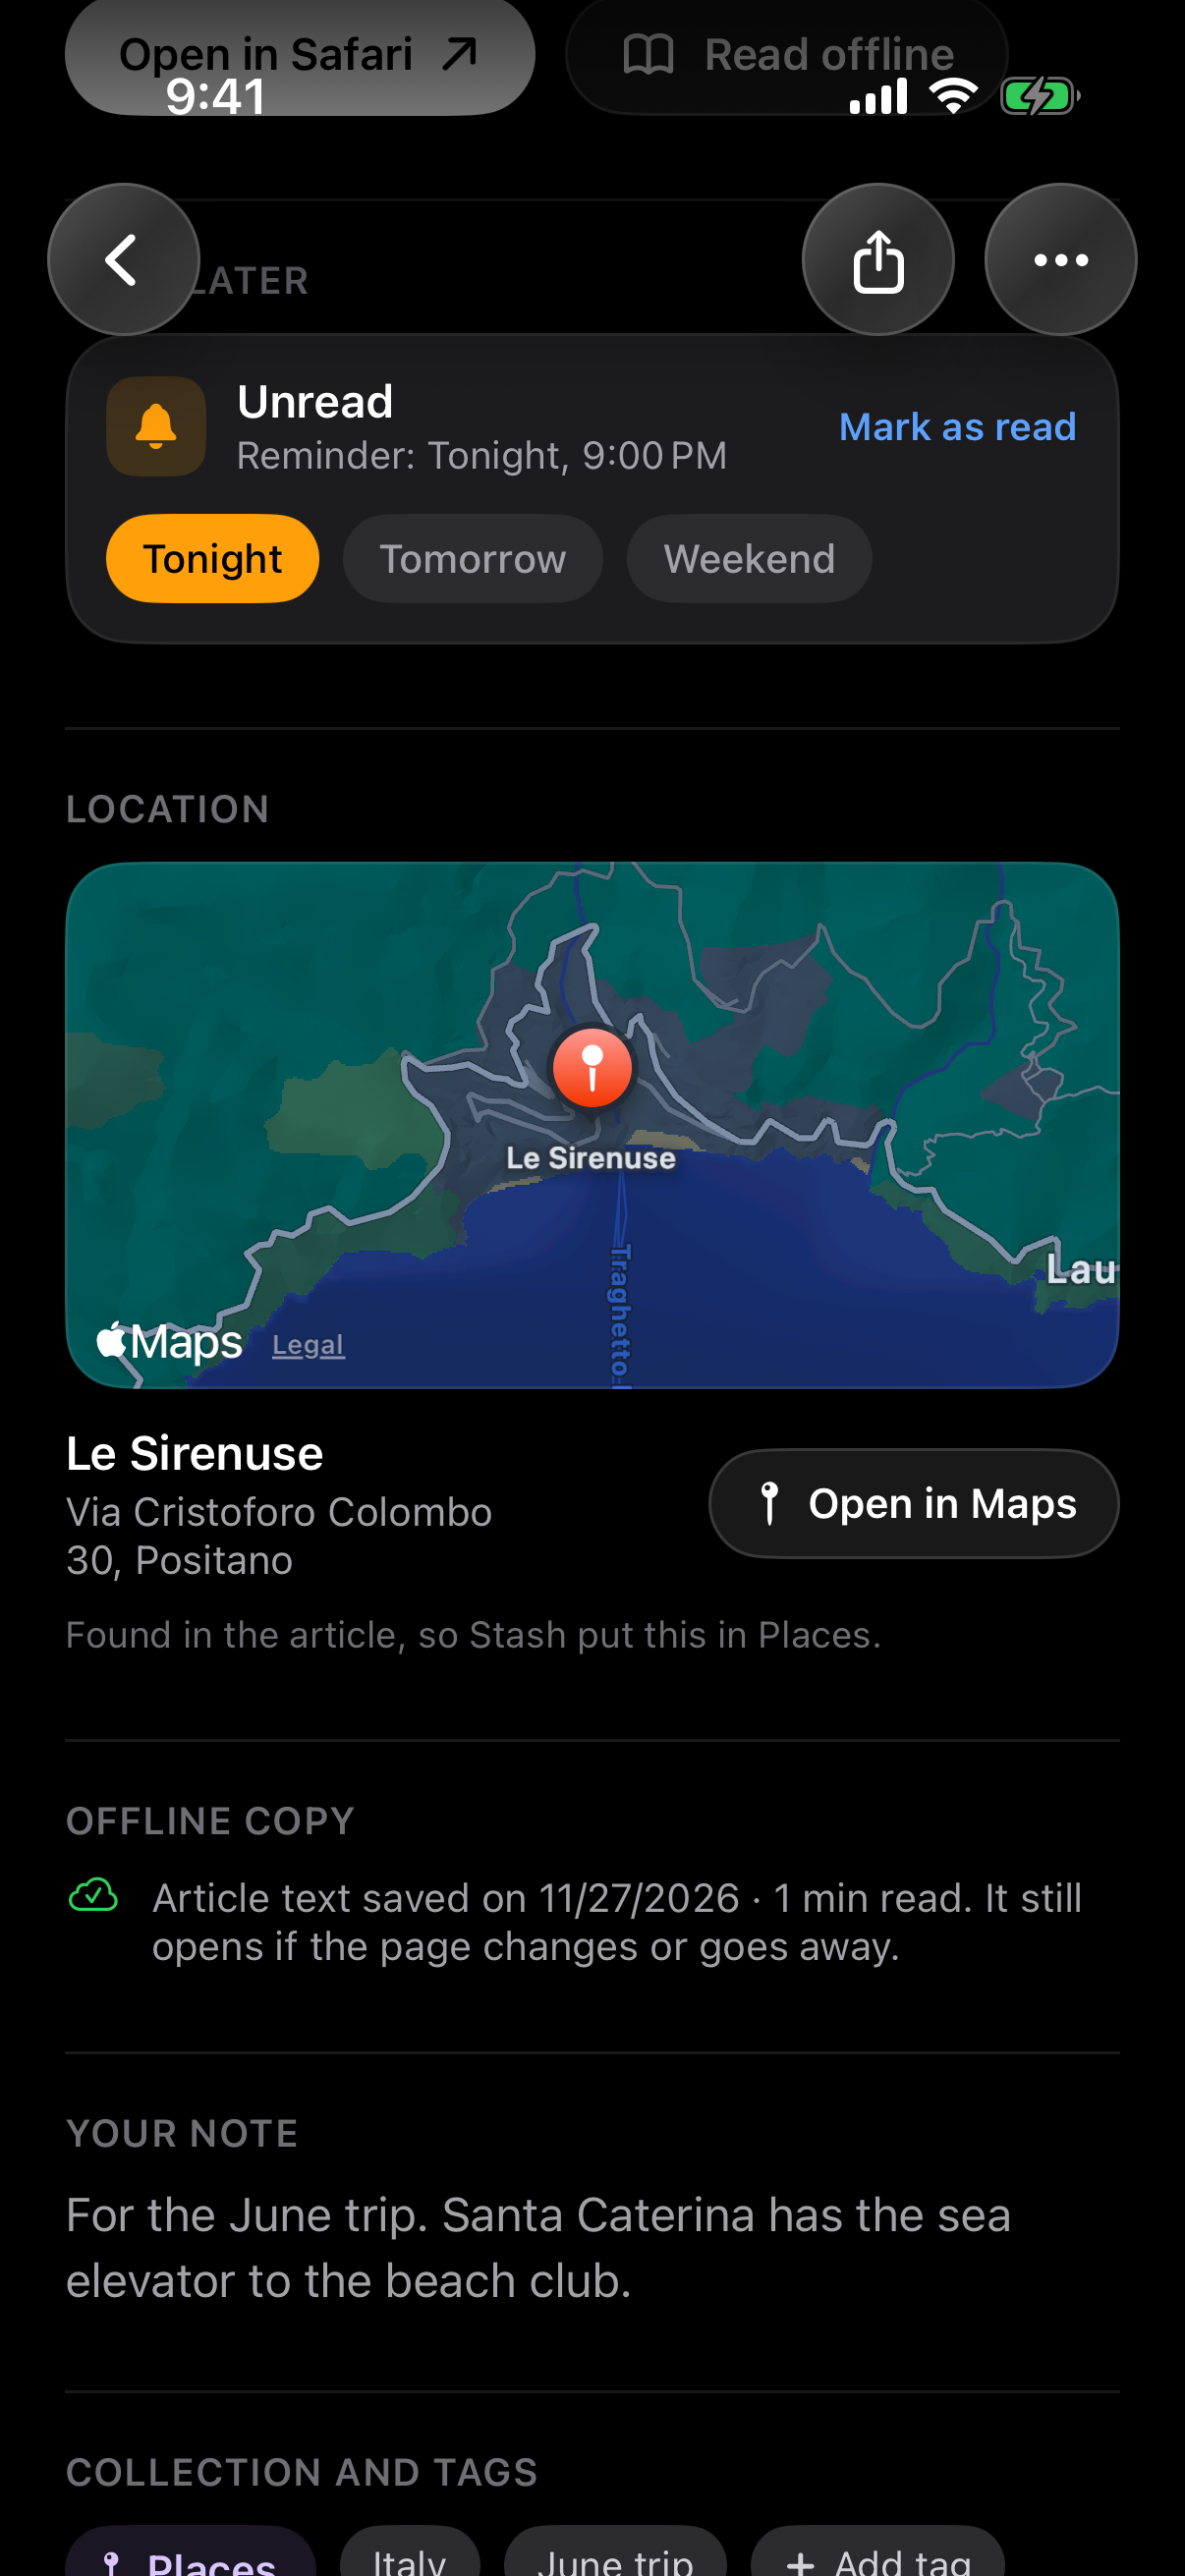 Open in Safari
Read offline
9:41
LATER
Unread
Reminder: Tonight, 9:00 PM
Mark as read
Tonight
Tomorrow
Weekend
LOCATION
Le Sirenuse
Traghetto
Lau
Maps
Legal
Le Sirenuse
Via Cristoforo Colombo
30, Positano
Open in Maps
Found in the article, so Stash put this in Places.
OFFLINE COPY
Article text saved on 11/27/2026 · 1 min read. It still
opens if the page changes or goes away.
YOUR NOTE
For the June trip. Santa Caterina has the sea
elevator to the beach club.
COLLECTION AND TAGS
Places
Italy
June trip
+ Add tag